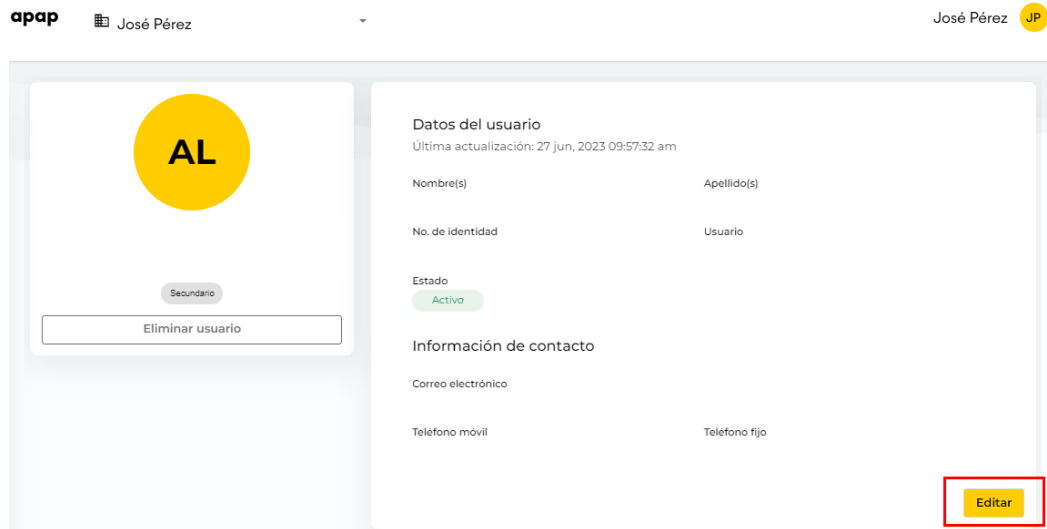 apap
José Pérez
José Pérez JP
AL
Secundario
Eliminar usuario
Datos del usuario
Última actualización: 27 jun, 2023 09:57:32 am
Nombre(s) Apellido(s)
No. de identidad Usuario
Estado
Activo
Información de contacto
Correo electrónico
Teléfono móvil Teléfono fijo
Editar